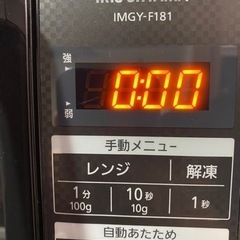 IMGY-F181
強
0:00
弱
手動メニュー
レンジ 解凍
1分 10秒 1秒
100g 10g
自動あたため